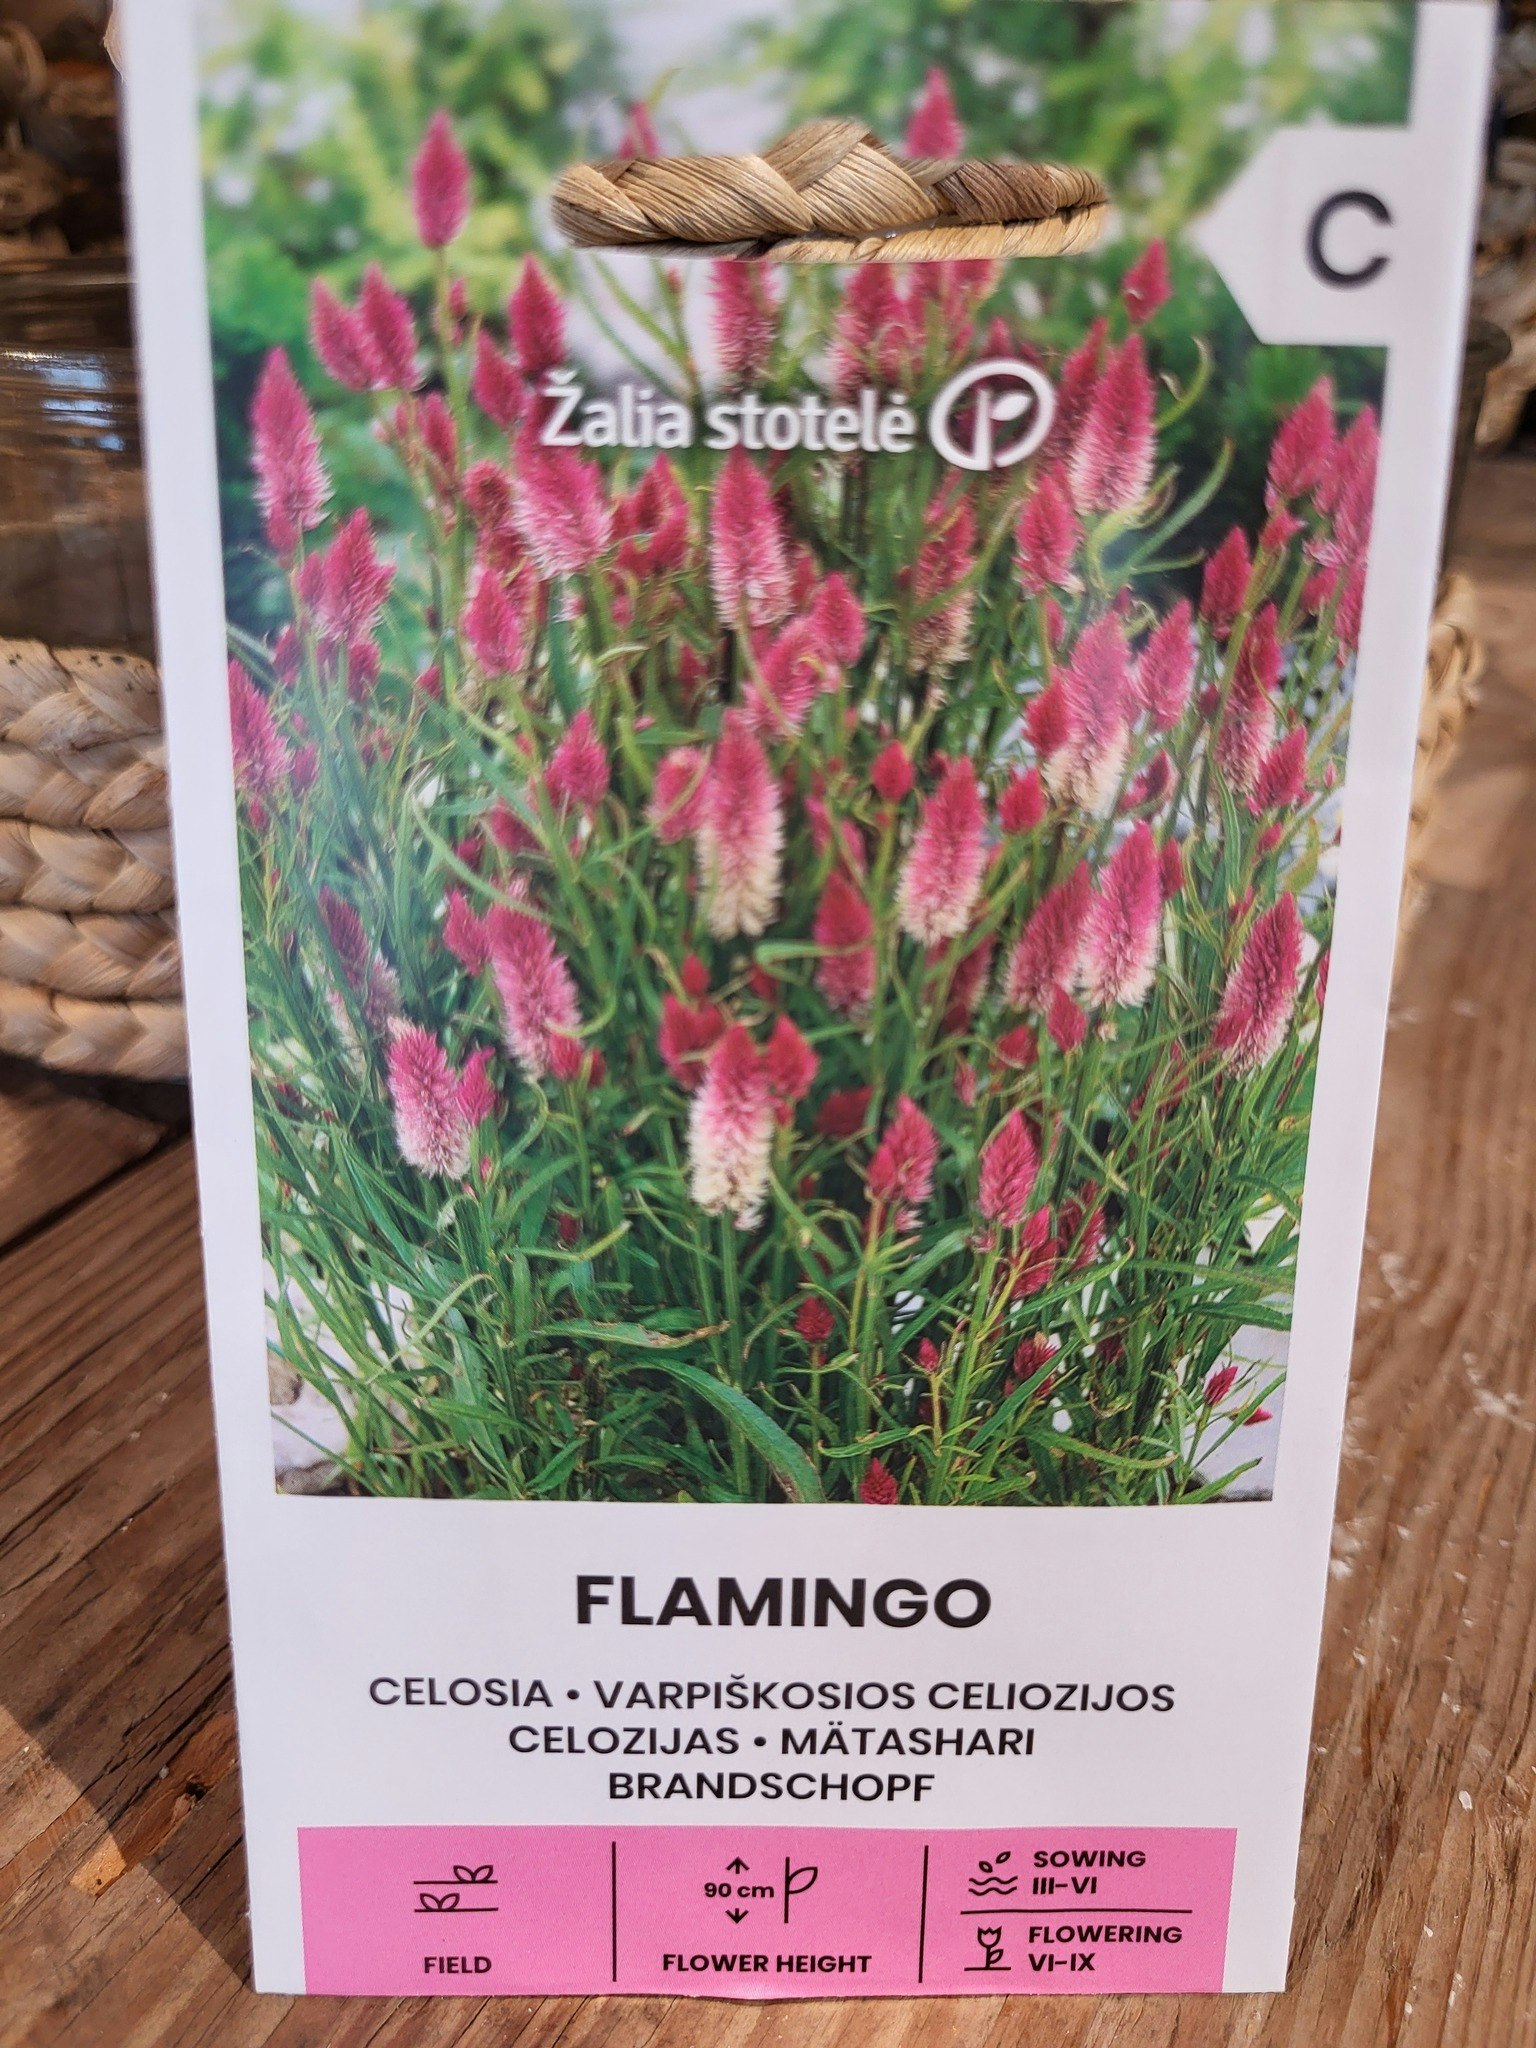 C
Žalia stotelė
FLAMINGO
CELOSIA • VARPIŠKOSIOS CELIOZIJOS
CELOZIJAS • MÄTASHARI
BRANDSCHOPF
FIELD
90 cm
FLOWER HEIGHT
SOWING
III-VI
FLOWERING
VI-IX